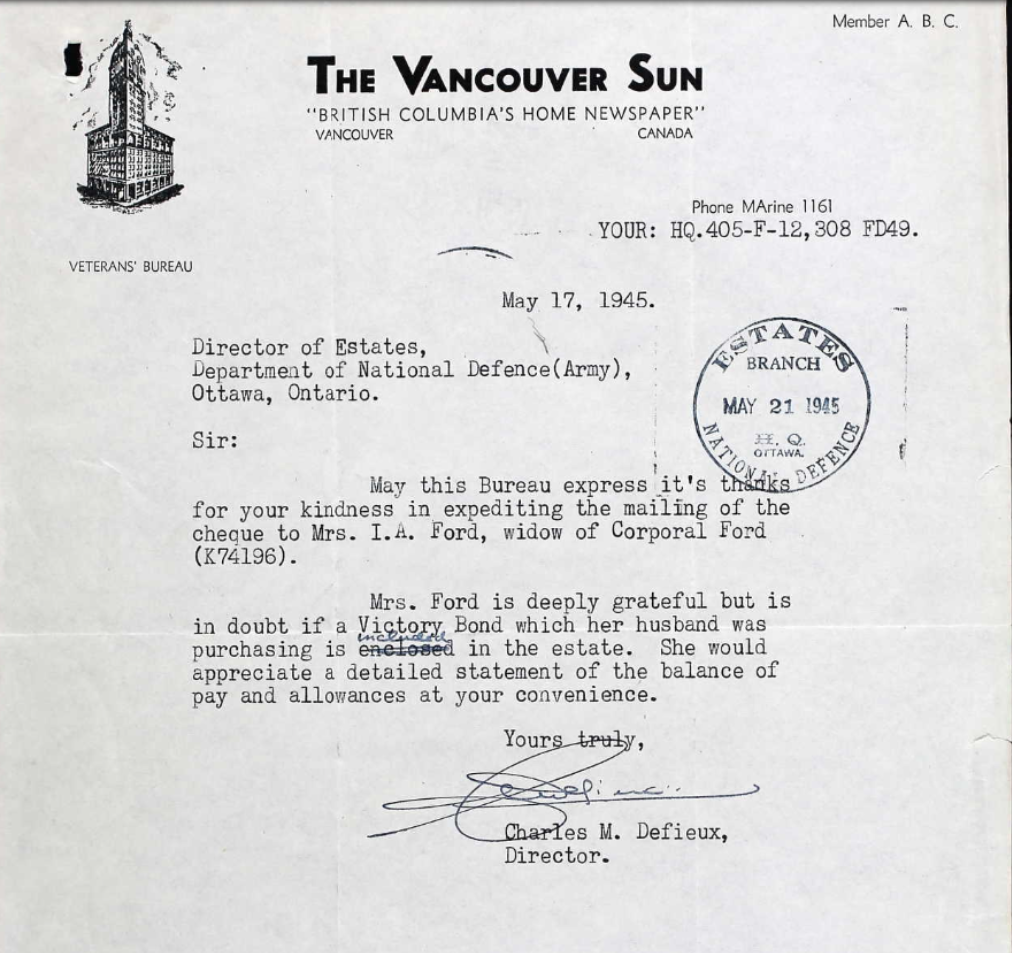 Member A. B. C.
THE VANCOUVER SUN
"BRITISH COLUMBIA'S HOME NEWSPAPER"
VANCOUVER CANADA
Phone MArine 1161
YOUR: HQ.405-F-12,308 FD49.
VETERANS' BUREAU
May 17, 1945.
Director of Estates,
Department of National Defence(Army),
Ottawa, Ontario.
ESTATES
BRANCH
MAY 21 1945
H. Q.
OTTAWA.
NATIONAL DEFENCE
Sir:
May this Bureau express it's thanks
for your kindness in expediting the mailing of the
cheque to Mrs. I.A. Ford, widow of Corporal Ford
(K74196).
Mrs. Ford is deeply grateful but is
in doubt if a Victory Bond which her husband was
included
purchasing is enclosed in the estate. She would
appreciate a detailed statement of the balance of
pay and allowances at your convenience.
Yours truly,
Charles M. Defieux,
Director.